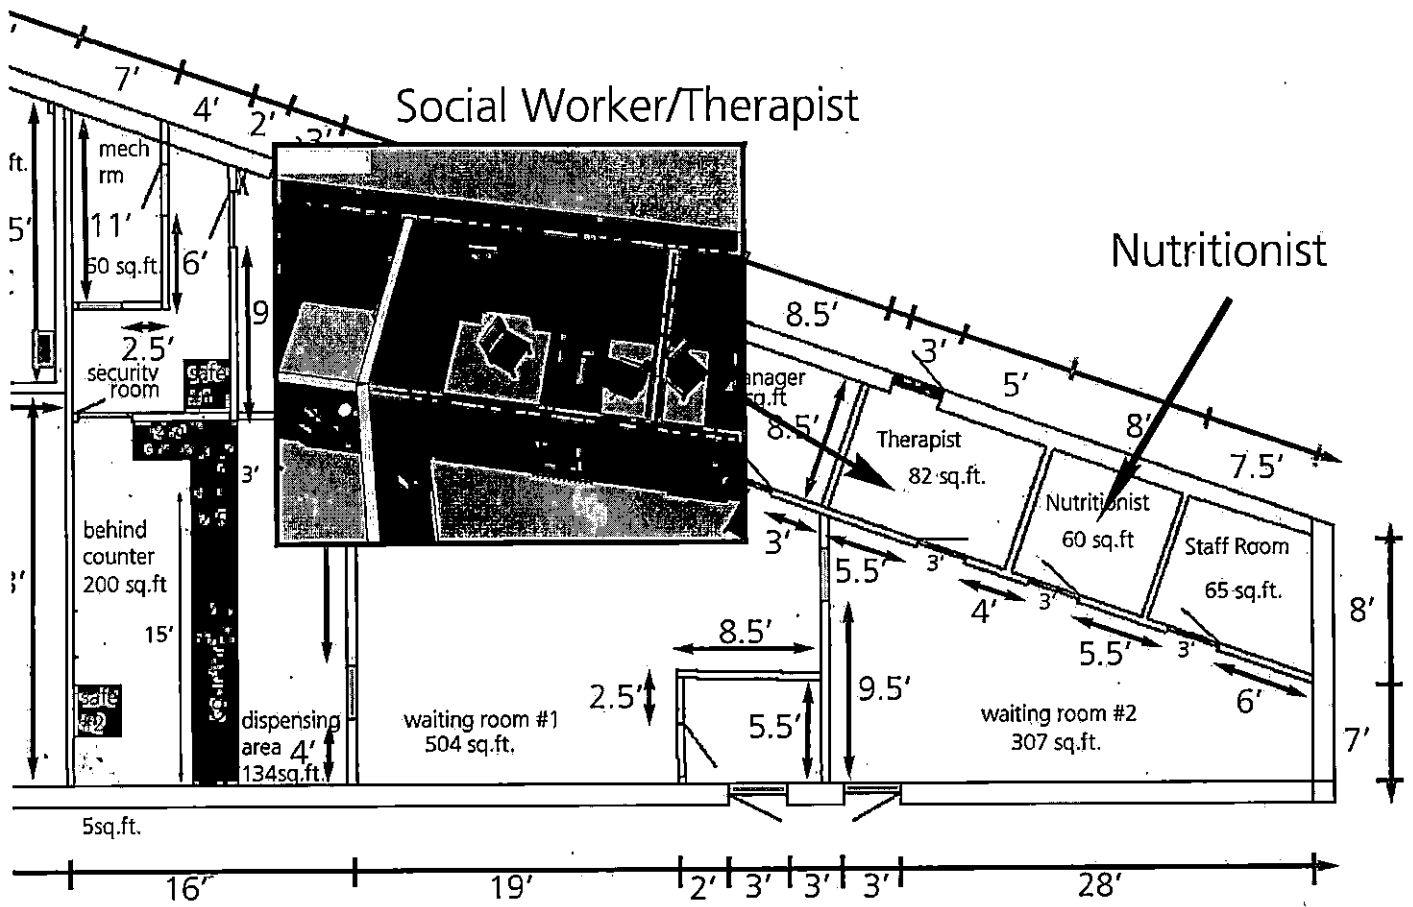 7'
4'
2'
3'
Social Worker/Therapist
mech
rm
ft.
5'
11'
60 sq.ft.
6'
9
2.5'
security
room
safe
Nutritionist
8.5'
3'
5'
8'
7.5'
anager
sq.ft
8.5'
Therapist
82 sq.ft.
Nutritionist
60 sq.ft
Staff Room
65 sq.ft.
3'
behind
counter
200 sq.ft
15'
3'
5.5'
3'
4'
3'
5.5'
3'
6'
8'
7'
8.5'
2.5'
5.5'
9.5'
safe
#2
dispensing
area 4'
134sq.ft.
waiting room #1
504 sq.ft.
waiting room #2
307 sq.ft.
5sq.ft.
16'
19'
2'
3'
3'
3'
28'